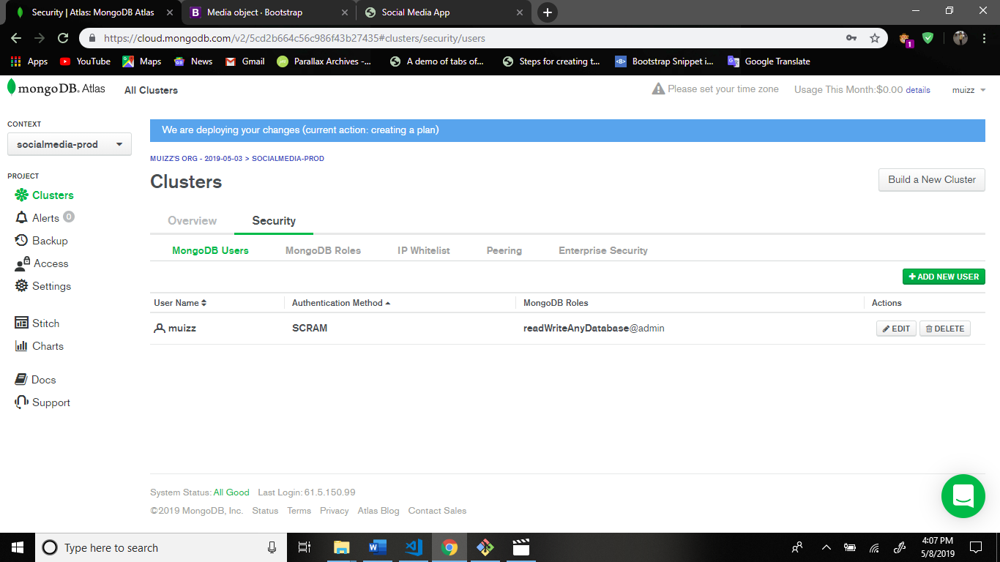 Security | Atlas: MongoDB Atlas
Media object · Bootstrap
Social Media App
https://cloud.mongodb.com/v2/5cd2b664c56c986f43b27435#clusters/security/users
1
Apps YouTube Maps News Gmail Parallax Archives -... A demo of tabs of... Steps for creating t... Bootstrap Snippet i... Google Translate
mongoDB. Atlas All Clusters Please set your time zone Usage This Month:$0.00 details muizz
CONTEXT
socialmedia-prod
We are deploying your changes (current action: creating a plan)
MUIZZ'S ORG - 2019-05-03 > SOCIALMEDIA-PROD
PROJECT
Clusters
Alerts 0
Backup
Access
Settings
Stitch
Charts
Docs
Support
Clusters
Build a New Cluster
Overview Security
MongoDB Users MongoDB Roles IP Whitelist Peering Enterprise Security
+ ADD NEW USER
User Name Authentication Method MongoDB Roles Actions
muizz SCRAM readWriteAnyDatabase@admin EDIT DELETE
System Status: All Good Last Login: 61.5.150.99
©2019 MongoDB, Inc. Status Terms Privacy Atlas Blog Contact Sales
Type here to search
4:07 PM
5/8/2019